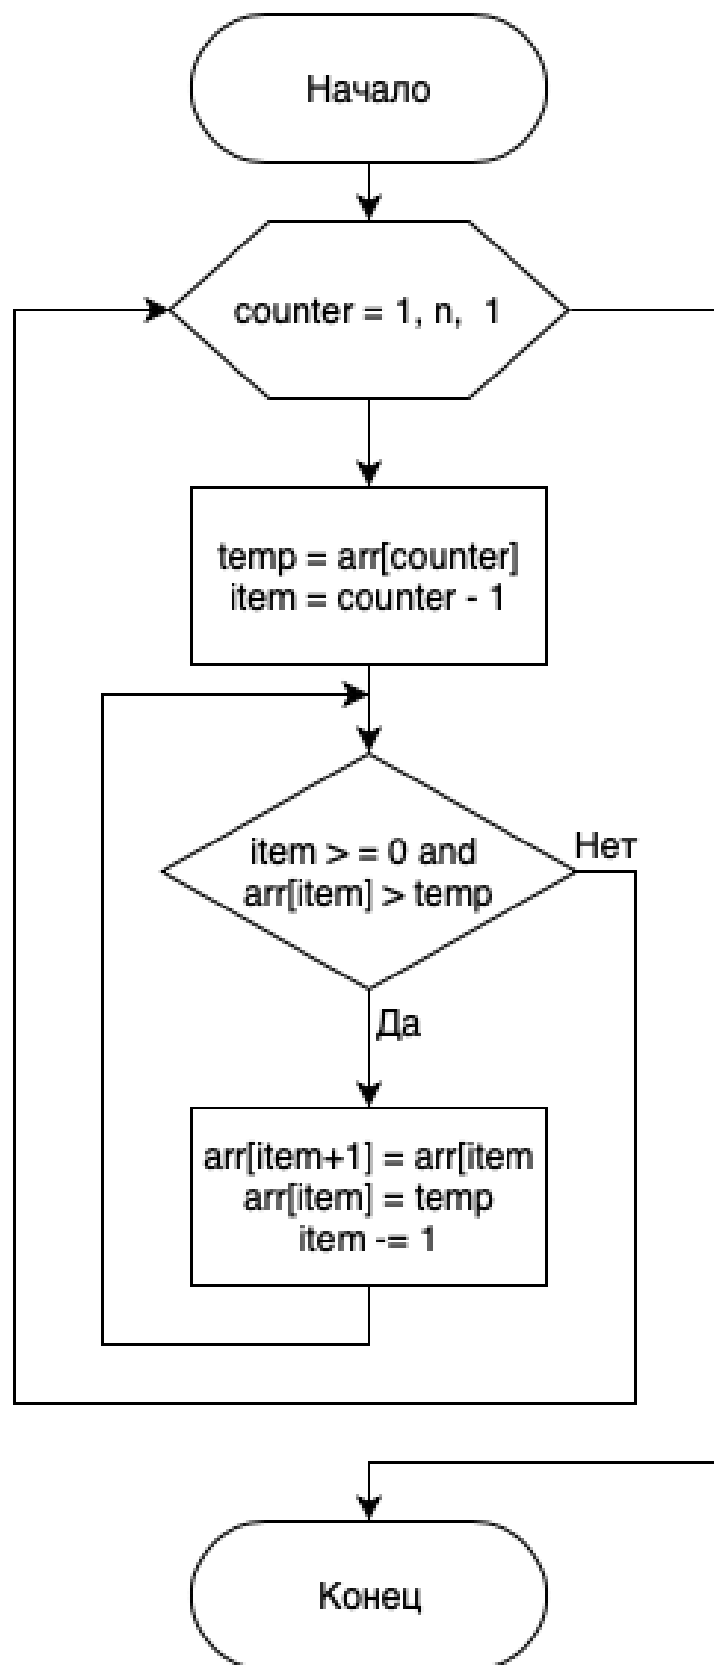 Начало
counter = 1, n,  1
temp = arr[counter]
item = counter - 1
item > = 0 and
arr[item] > temp
Нет
Да
arr[item+1] = arr[item
arr[item] = temp
item -= 1
Конец